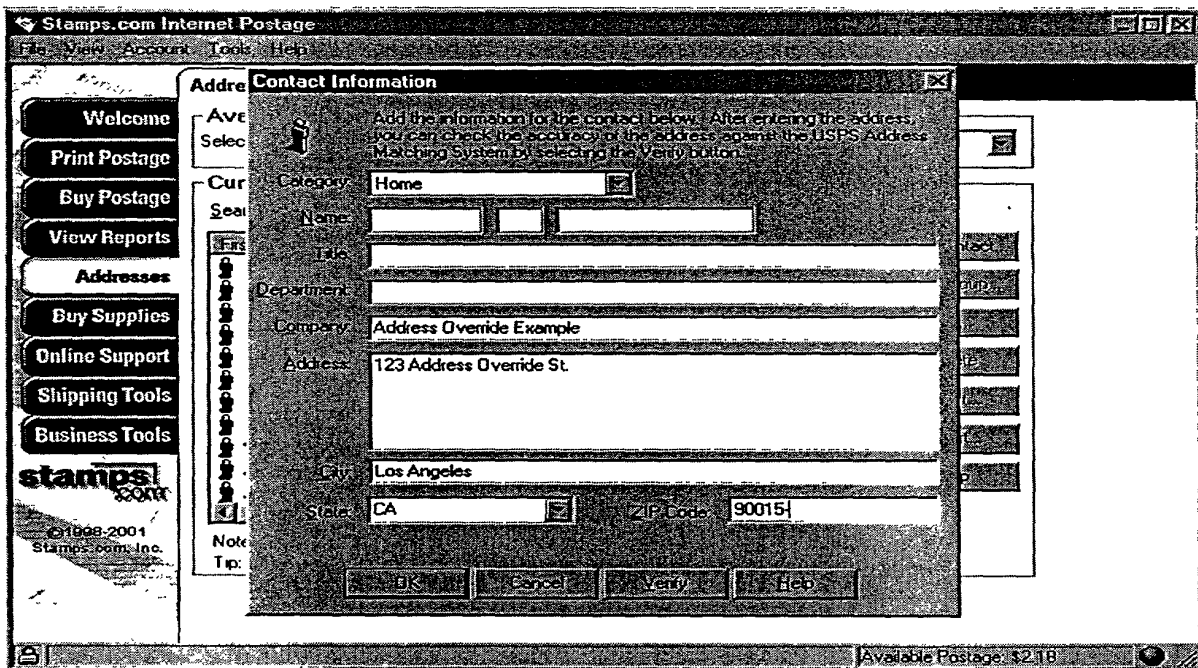 Stamps.com Internet Postage
File View Account Tools Help
Welcome
Print Postage
Buy Postage
View Reports
Addresses
Buy Supplies
Online Support
Shipping Tools
Business Tools
stamps.com
©1998-2001
Stamps.com, Inc.
Addre
Ave
Selec
Cur
Sear
Firs
Note
Tip:
Contact Information
Add the information for the contact below. After entering the address,
you can check the accuracy of the address against the USPS Address
Matching System by selecting the Verify button.
Category: Home
Name:
Title:
Department:
Company: Address Override Example
Address: 123 Address Override St.
City: Los Angeles
State: CA ZIP Code: 90015-
OK Cancel Verify Help
Available Postage: $2.18